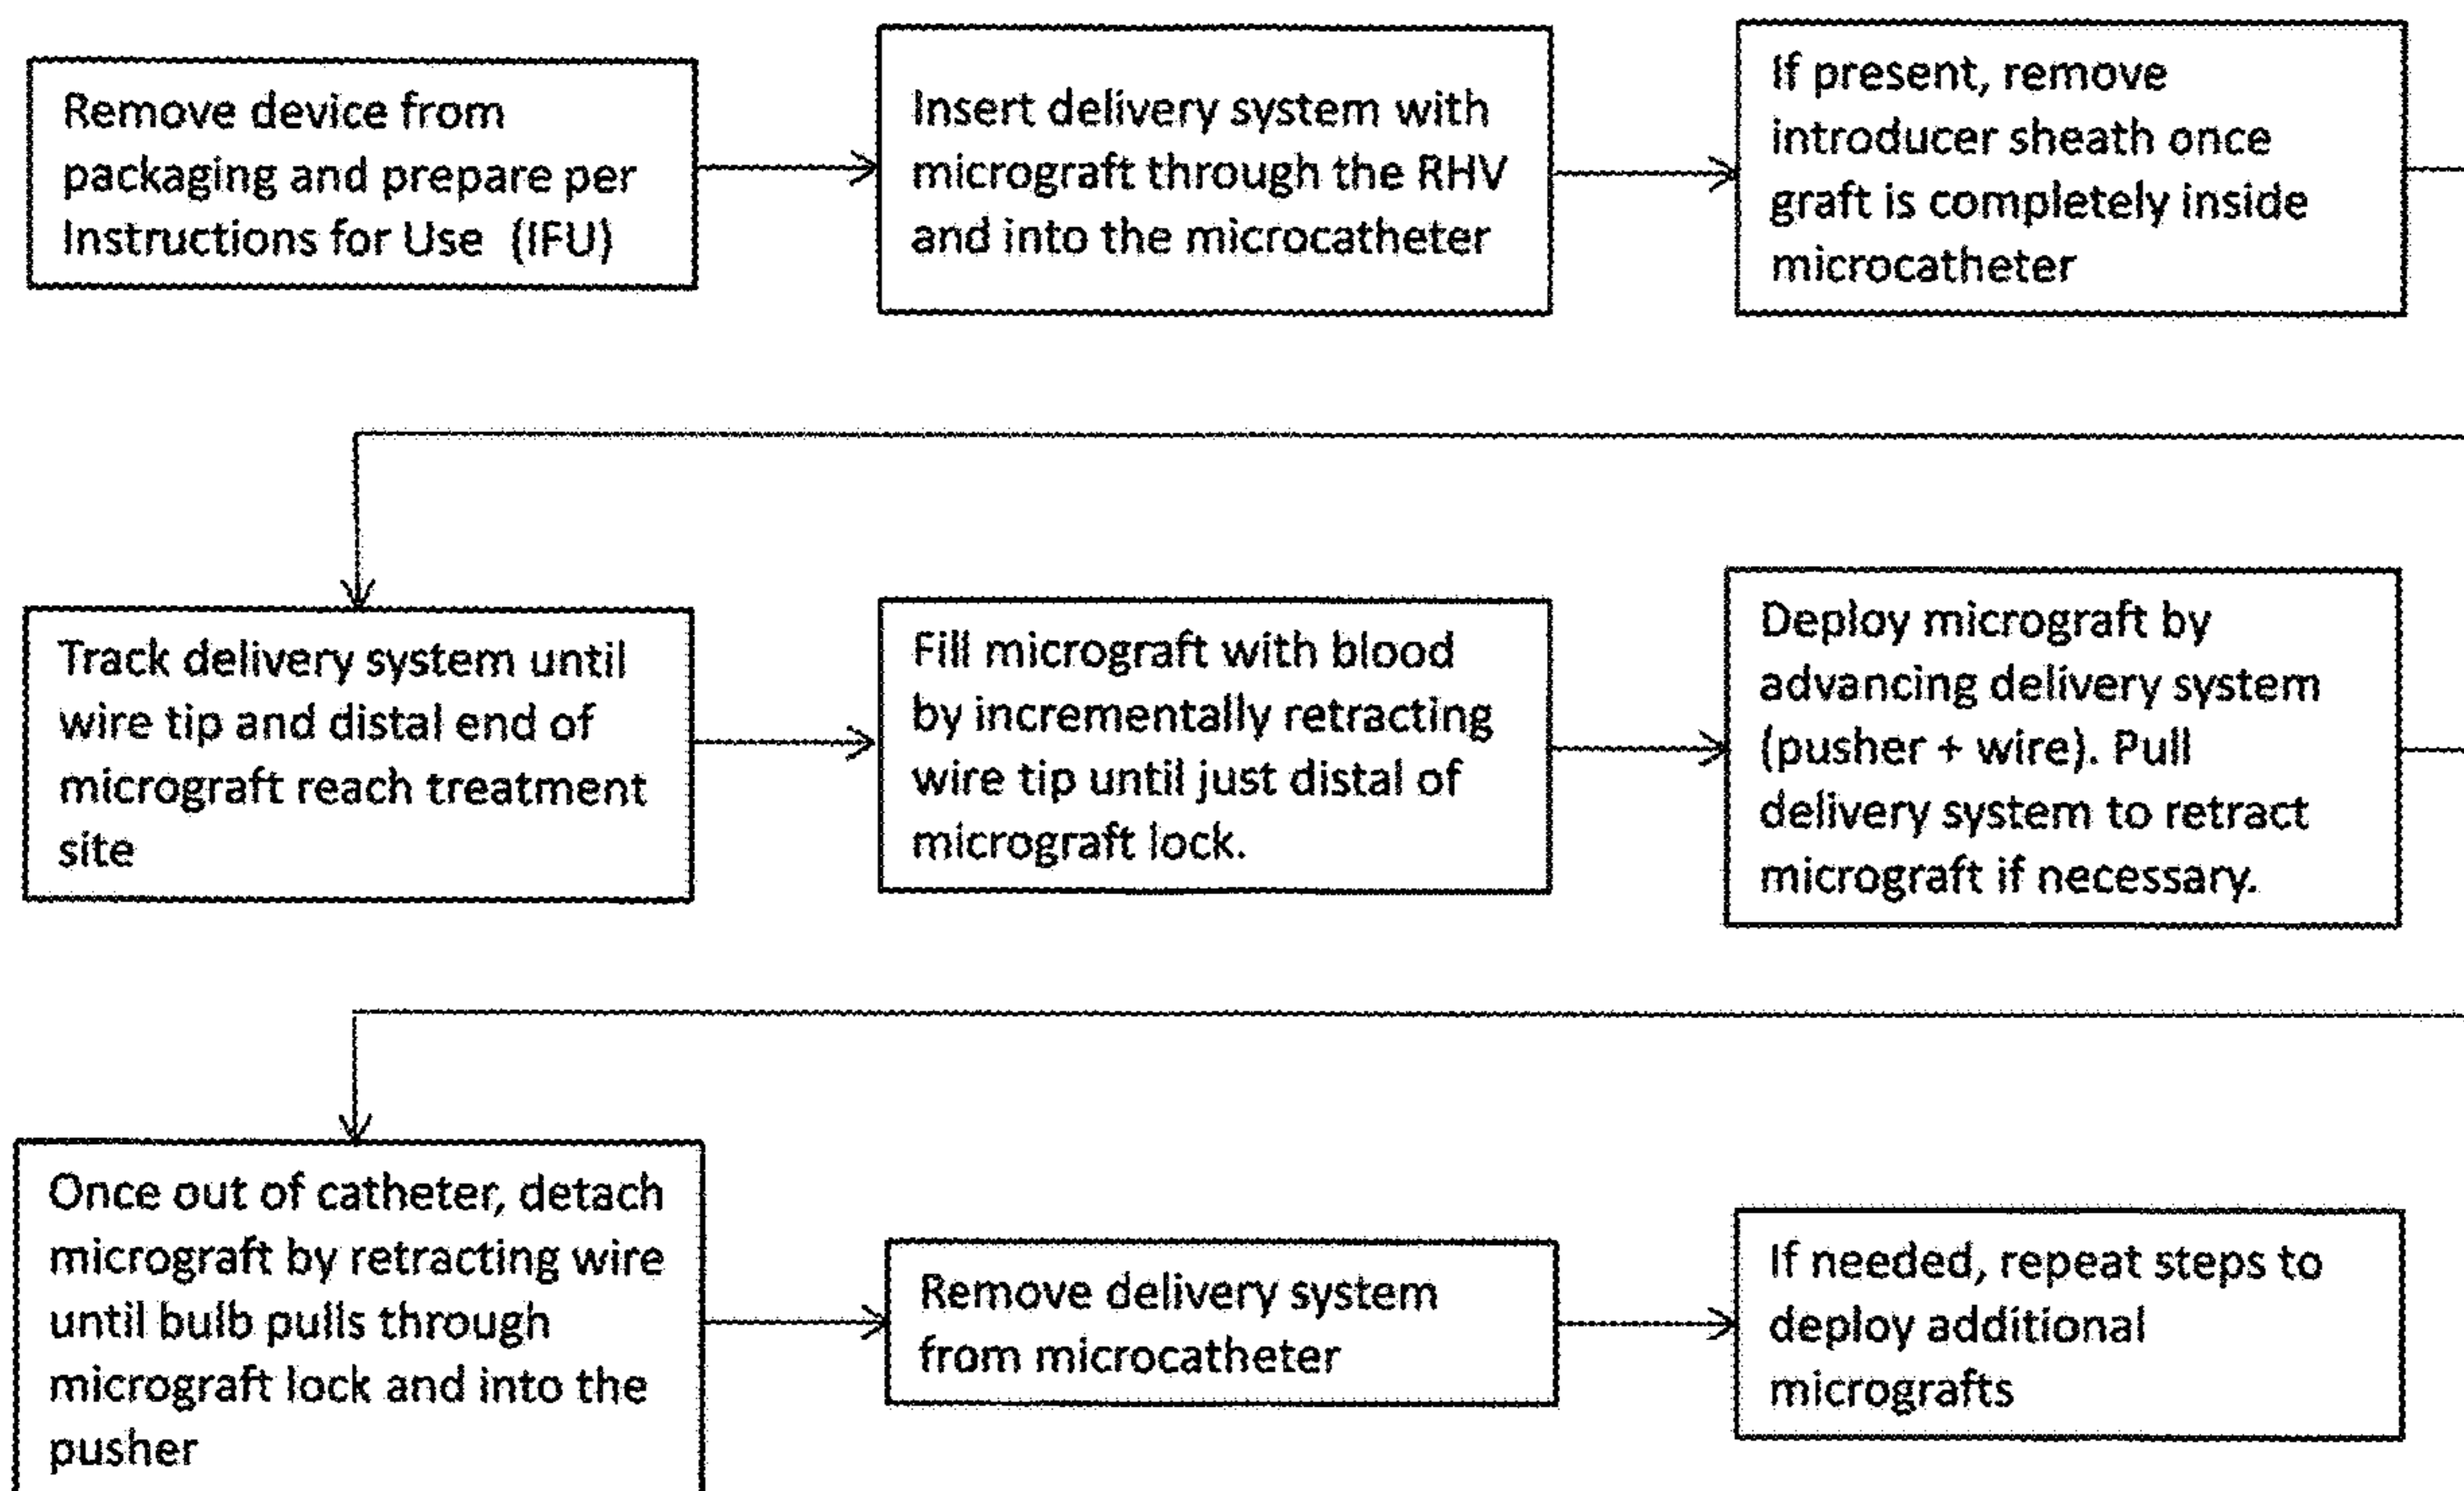 Remove device from
packaging and prepare per
Instructions for Use (IFU)
Insert delivery system with
micrograft through the RHV
and into the microcatheter
If present, remove
introducer sheath once
graft is completely inside
microcatheter
Track delivery system until
wire tip and distal end of
micrograft reach treatment
site
Fill micrograft with blood
by incrementally retracting
wire tip until just distal of
micrograft lock.
Deploy micrograft by
advancing delivery system
(pusher + wire). Pull
delivery system to retract
micrograft if necessary.
Once out of catheter, detach
micrograft by retracting wire
until bulb pulls through
micrograft lock and into the
pusher
Remove delivery system
from microcatheter
If needed, repeat steps to
deploy additional
micrografts